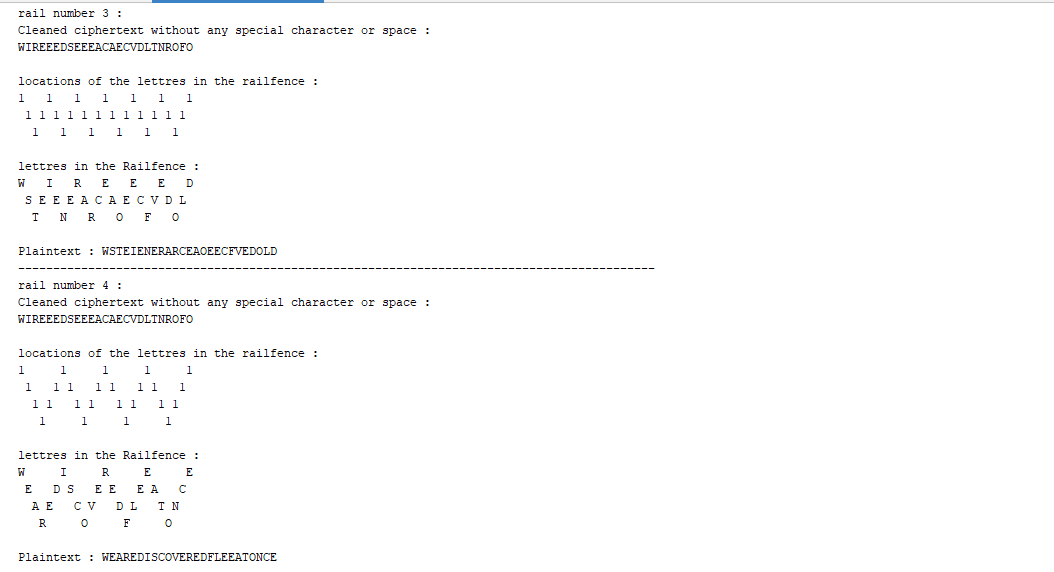 rail number 3 :
Cleaned ciphertext without any special character or space :
WIREEEDSEEEACAECVDLTNROFO
locations of the lettres in the railfence :
1   1   1   1   1   1   1
 1 1 1 1 1 1 1 1 1 1 1 1
  1   1   1   1   1   1
lettres in the Railfence :
W   I   R   E   E   E   D
 S E E E A C A E C V D L
  T   N   R   O   F   O
Plaintext : WSTEIENERARCEAOEECFVEDOLD
-------------------------------------------------------------------------------------------
rail number 4 :
Cleaned ciphertext without any special character or space :
WIREEEDSEEEACAECVDLTNROFO
locations of the lettres in the railfence :
1     1     1     1     1
 1   1 1   1 1   1 1   1
  1 1   1 1   1 1   1 1
   1     1     1     1
lettres in the Railfence :
W     I     R     E     E
 E   D S   E E   E A   C
  A E   C V   D L   T N
   R     O     F     O
Plaintext : WEAREDISCOVEREDFLEEATONCE